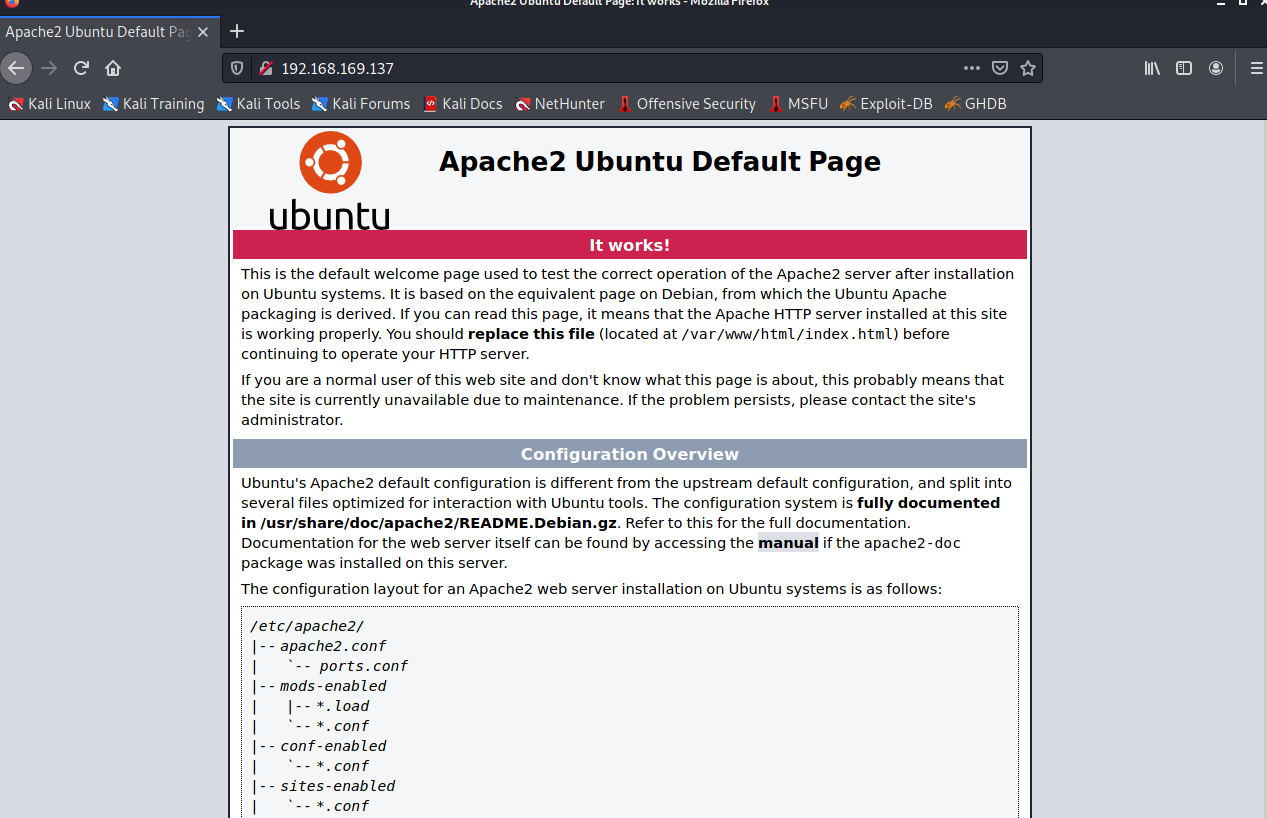 Apache2 Ubuntu Default Page: It works - Mozilla Firefox
Apache2 Ubuntu Default Pag
192.168.169.137
Kali Linux Kali Training Kali Tools Kali Forums Kali Docs NetHunter Offensive Security MSFU Exploit-DB GHDB
Apache2 Ubuntu Default Page
ubuntu
It works!
This is the default welcome page used to test the correct operation of the Apache2 server after installation
on Ubuntu systems. It is based on the equivalent page on Debian, from which the Ubuntu Apache
packaging is derived. If you can read this page, it means that the Apache HTTP server installed at this site
is working properly. You should replace this file (located at /var/www/html/index.html) before
continuing to operate your HTTP server.
If you are a normal user of this web site and don't know what this page is about, this probably means that
the site is currently unavailable due to maintenance. If the problem persists, please contact the site's
administrator.
Configuration Overview
Ubuntu's Apache2 default configuration is different from the upstream default configuration, and split into
several files optimized for interaction with Ubuntu tools. The configuration system is fully documented
in /usr/share/doc/apache2/README.Debian.gz. Refer to this for the full documentation.
Documentation for the web server itself can be found by accessing the manual if the apache2-doc
package was installed on this server.
The configuration layout for an Apache2 web server installation on Ubuntu systems is as follows:
/etc/apache2/
|-- apache2.conf
|   `-- ports.conf
|-- mods-enabled
|   |-- *.load
|   `-- *.conf
|-- conf-enabled
|   `-- *.conf
|-- sites-enabled
|   `-- *.conf